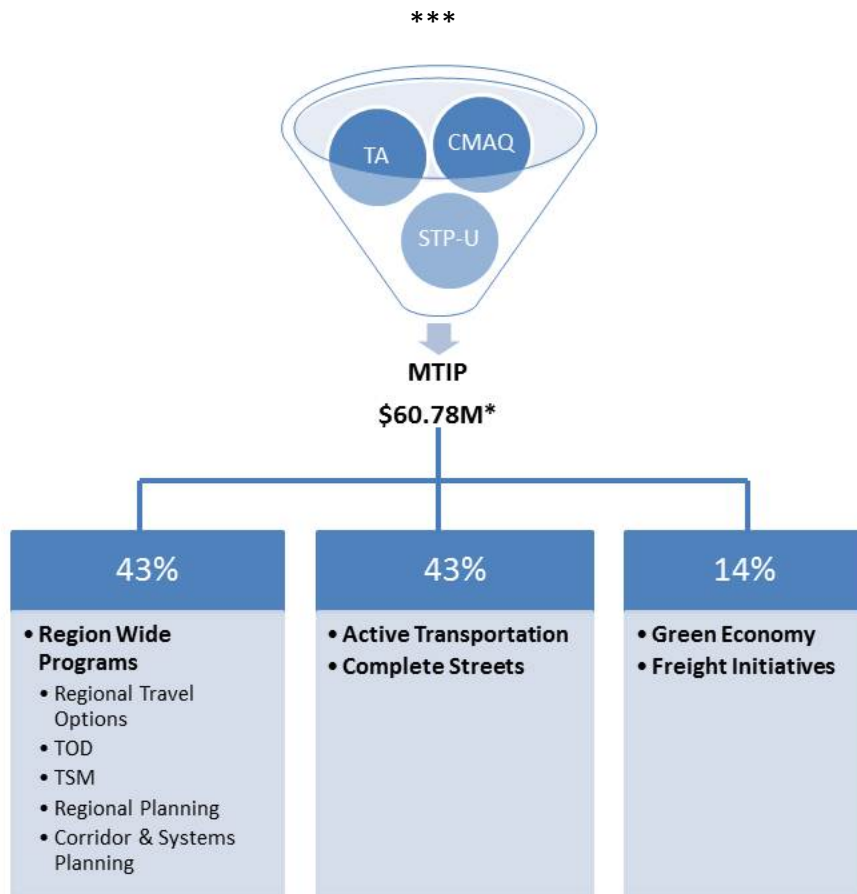 ***
TA
CMAQ
STP-U
MTIP
$60.78M*
43%
• Region Wide
Programs
• Regional Travel
Options
• TOD
• TSM
• Regional Planning
• Corridor & Systems
Planning
43%
• Active Transportation
• Complete Streets
14%
• Green Economy
• Freight Initiatives